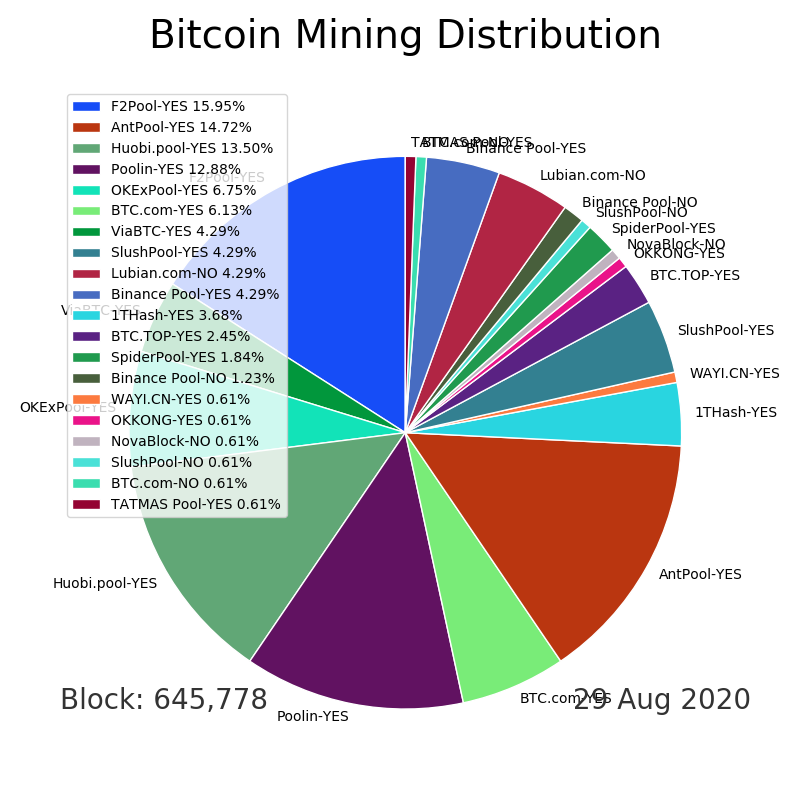 Bitcoin Mining Distribution
F2Pool-YES 15.95%
AntPool-YES 14.72%
Huobi.pool-YES 13.50%
Poolin-YES 12.88%
OKExPool-YES 6.75%
BTC.com-YES 6.13%
ViaBTC-YES 4.29%
SlushPool-YES 4.29%
Lubian.com-NO 4.29%
Binance Pool-YES 4.29%
1THash-YES 3.68%
BTC.TOP-YES 2.45%
SpiderPool-YES 1.84%
Binance Pool-NO 1.23%
WAYI.CN-YES 0.61%
OKKONG-YES 0.61%
NovaBlock-NO 0.61%
SlushPool-NO 0.61%
BTC.com-NO 0.61%
TATMAS Pool-YES 0.61%
TATMAS Pool-YES
BTC.com-NO
Binance Pool-YES
Lubian.com-NO
Binance Pool-NO
SlushPool-NO
SpiderPool-YES
NovaBlock-NO
OKKONG-YES
BTC.TOP-YES
SlushPool-YES
WAYI.CN-YES
1THash-YES
AntPool-YES
BTC.com-YES
Poolin-YES
Huobi.pool-YES
OKExPool-YES
ViaBTC-YES
F2Pool-YES
Block: 645,778
29 Aug 2020